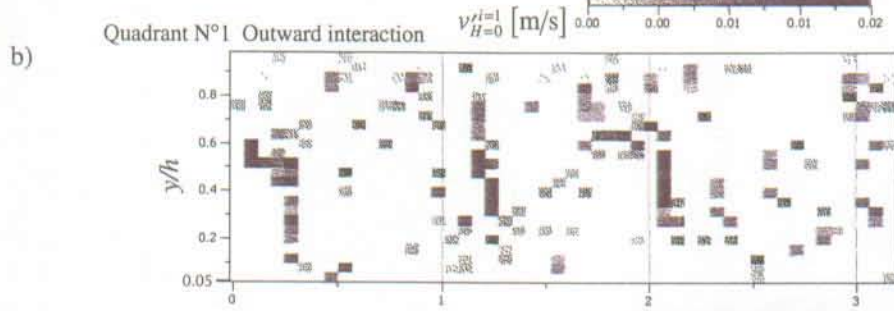 0.00 0.00 0.01 0.01 0.02
Quadrant N°1 Outward interaction
v'^{i=1}_{H=0} [m/s]
b)
0.8
0.6
y/h
0.4
0.2
0.05
0 1 2 3